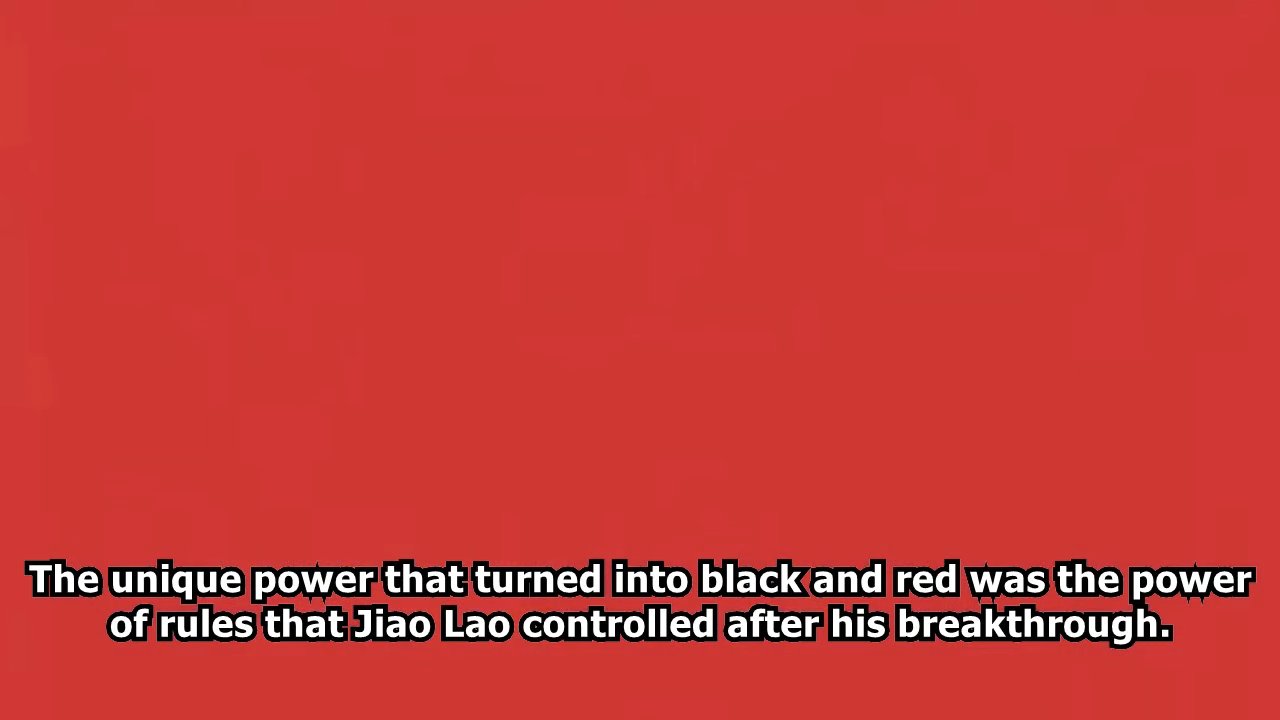 The unique power that turned into black and red was the power
of rules that Jiao Lao controlled after his breakthrough.